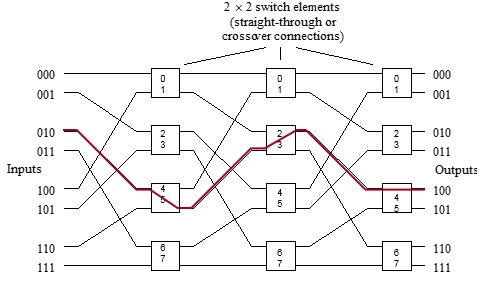 2 × 2 switch elements
(straight-through or
crossover connections)
000 0 0 0 000
001 1 1 1 001
010 2 2 2 010
011 3 3 3 011
Inputs Outputs
100 4 4 4 100
101 5 5 5 101
110 6 6 6 110
111 7 7 7 111